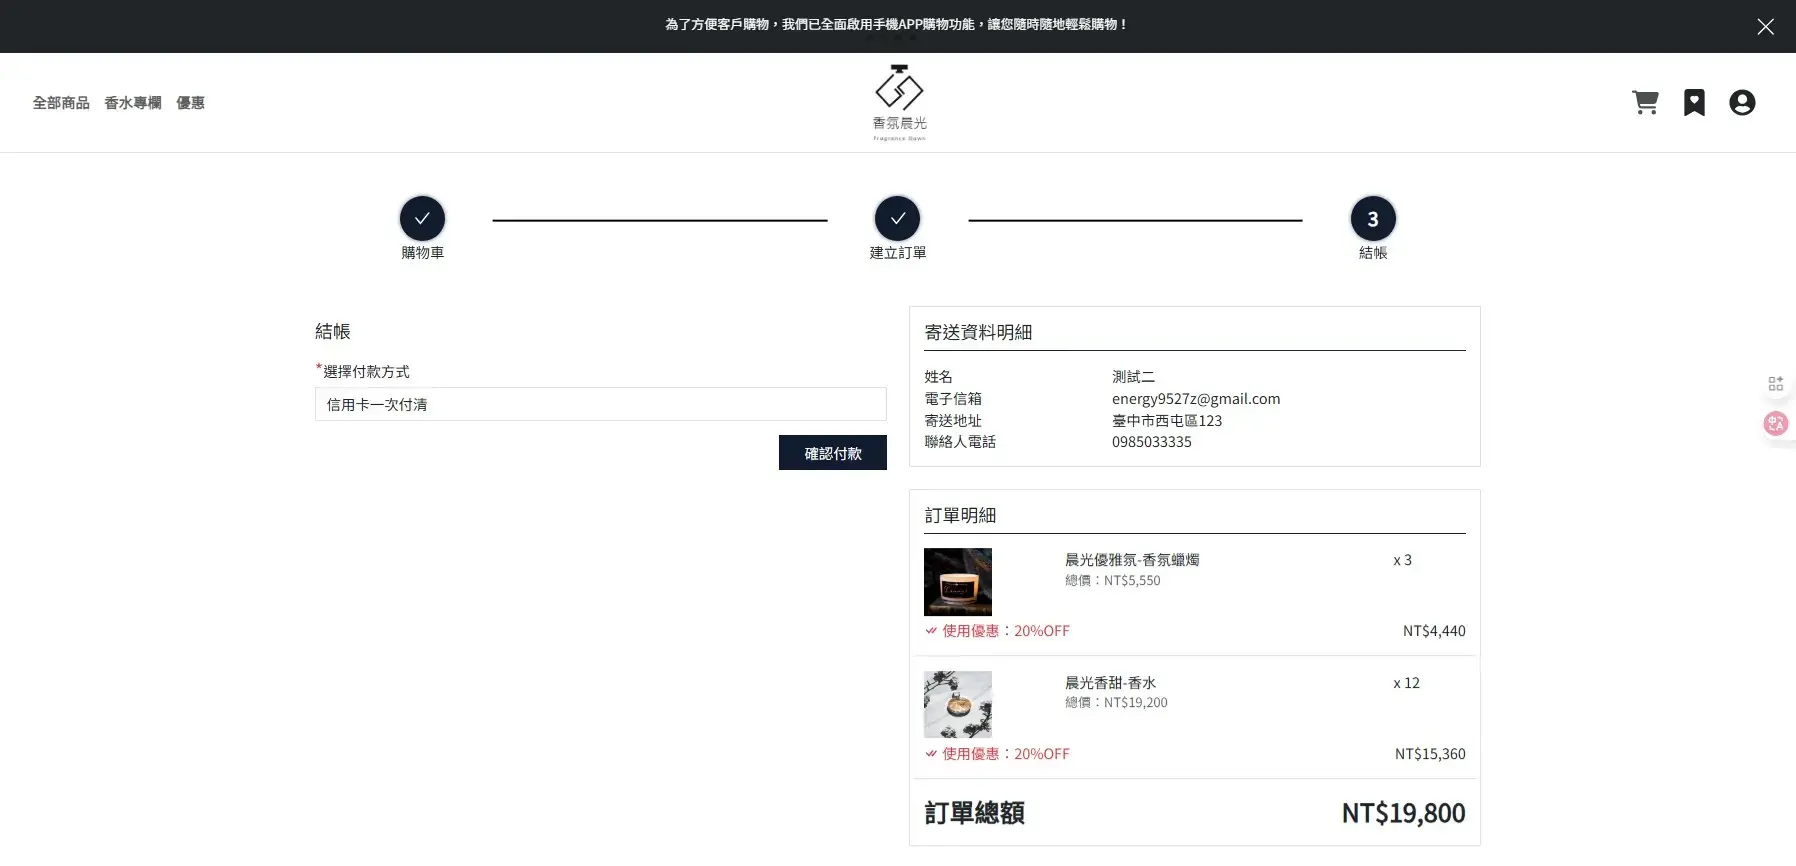 為了方便客戶購物，我們已全面啟用手機APP購物功能，讓您隨時隨地輕鬆購物！
全部商品 香水專欄 優惠
香氛晨光
Fragrance Dawn
購物車
建立訂單
3
結帳
結帳
*選擇付款方式
信用卡一次付清
確認付款
寄送資料明細
姓名 測試二
電子信箱 energy9527z@gmail.com
寄送地址 臺中市西屯區123
聯絡人電話 0985033335
訂單明細
晨光優雅氛-香氛蠟燭 x 3
總價：NT$5,550
使用優惠：20%OFF NT$4,440
晨光香甜-香水 x 12
總價：NT$19,200
使用優惠：20%OFF NT$15,360
訂單總額 NT$19,800